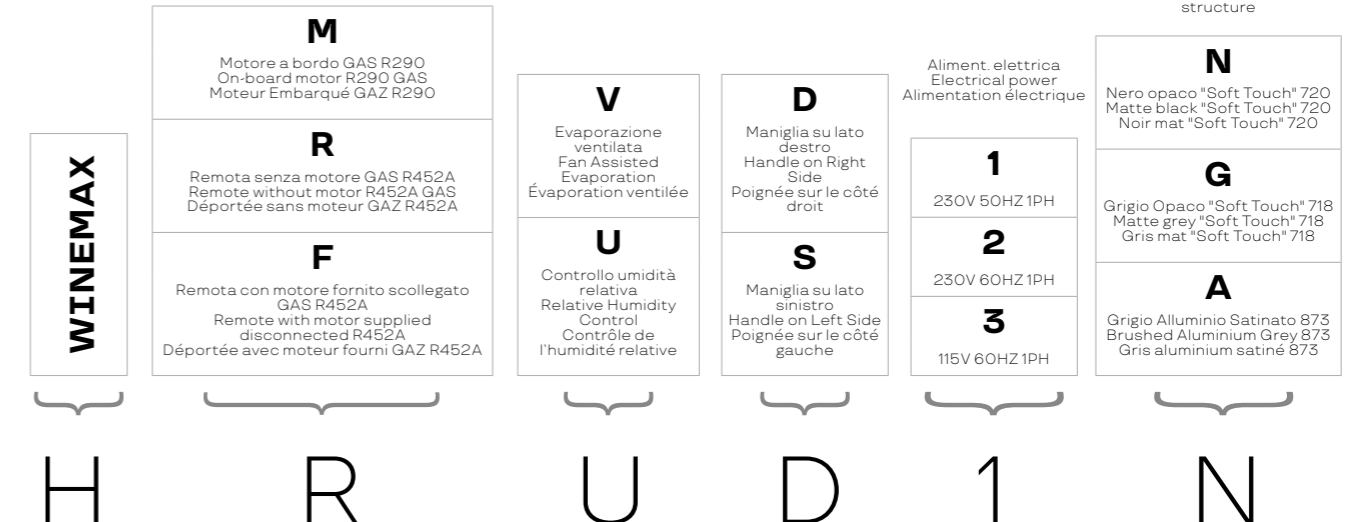 structure
WINEMAX
M
Motore a bordo GAS R290
On-board motor R290 GAS
Moteur Embarqué GAZ R290
R
Remota senza motore GAS R452A
Remote without motor R452A GAS
Déportée sans moteur GAZ R452A
F
Remota con motore fornito scollegato
GAS R452A
Remote with motor supplied
disconnected R452A
Déportée avec moteur fourni GAZ R452A
V
Evaporazione
ventilata
Fan Assisted
Evaporation
Évaporation ventilée
U
Controllo umidità
relativa
Relative Humidity
Control
Contrôle de
l'humidité relative
D
Maniglia su lato
destro
Handle on Right
Side
Poignée sur le côté
droit
S
Maniglia su lato
sinistro
Handle on Left Side
Poignée sur le côté
gauche
Aliment. elettrica
Electrical power
Alimentation électrique
1
230V 50HZ 1PH
2
230V 60HZ 1PH
3
115V 60HZ 1PH
N
Nero opaco "Soft Touch" 720
Matte black "Soft Touch" 720
Noir mat "Soft Touch" 720
G
Grigio Opaco "Soft Touch" 718
Matte grey "Soft Touch" 718
Gris mat "Soft Touch" 718
A
Grigio Alluminio Satinato 873
Brushed Aluminium Grey 873
Gris aluminium satiné 873
H R U D 1 N